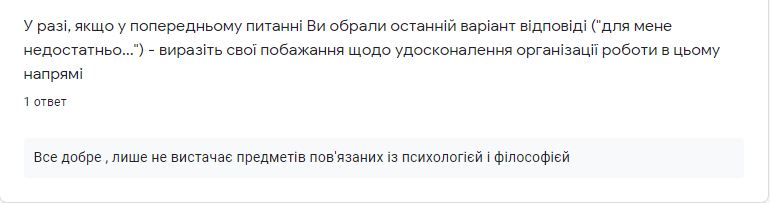 У разі, якщо у попередньому питанні Ви обрали останній варіант відповіді ("для мене
недостатньо...") - виразіть свої побажання щодо удосконалення організації роботи в цьому
напрямі
1 ответ
Все добре , лише не вистачає предметів пов'язаних із психологією й і філософією